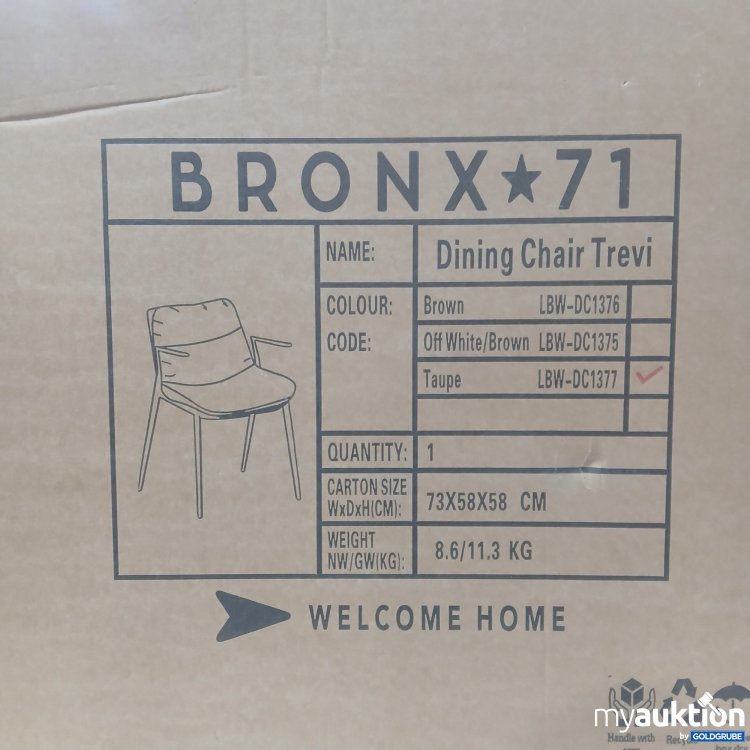 BRONX★71
NAME: Dining Chair Trevi
COLOUR: Brown LBW-DC1376
CODE: Off White/Brown LBW-DC1375
Taupe LBW-DC1377 ✓
QUANTITY: 1
CARTON SIZE
WxDxH(CM): 73X58X58 CM
WEIGHT
NW/GW(KG): 8.6/11.3 KG
WELCOME HOME
Handle with
myauktion
by GOLDGRUBE